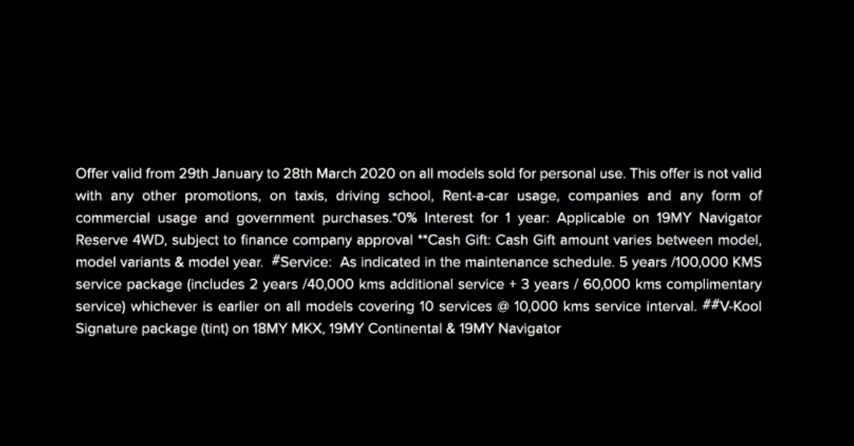 Offer valid from 29th January to 28th March 2020 on all models sold for personal use. This offer is not valid
with any other promotions, on taxis, driving school, Rent-a-car usage, companies and any form of
commercial usage and government purchases.*0% Interest for 1 year: Applicable on 19MY Navigator
Reserve 4WD, subject to finance company approval **Cash Gift: Cash Gift amount varies between model,
model variants & model year. #Service: As indicated in the maintenance schedule. 5 years /100,000 KMS
service package (includes 2 years /40,000 kms additional service + 3 years / 60,000 kms complimentary
service) whichever is earlier on all models covering 10 services @ 10,000 kms service interval. ##V-Kool
Signature package (tint) on 18MY MKX, 19MY Continental & 19MY Navigator